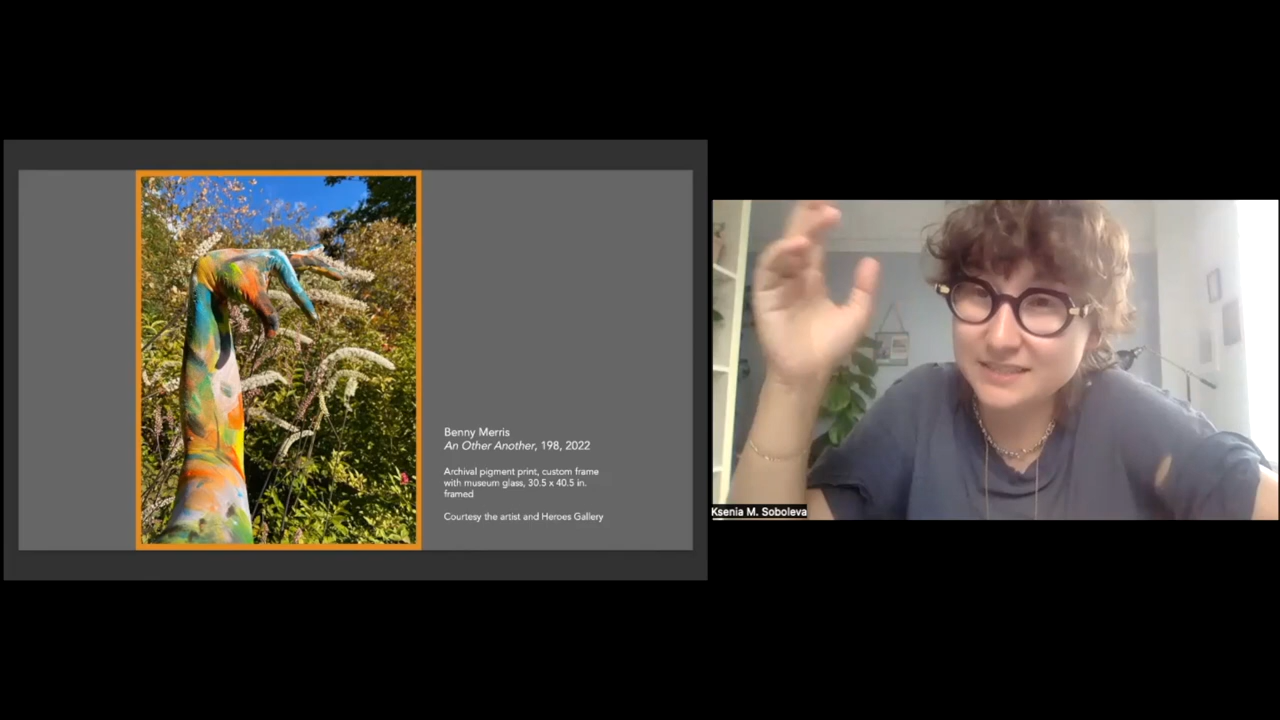 Benny Merris
An Other Another, 198, 2022
Archival pigment print, custom frame
with museum glass, 30.5 x 40.5 in.
framed
Courtesy the artist and Heroes Gallery
Ksenia M. Soboleva